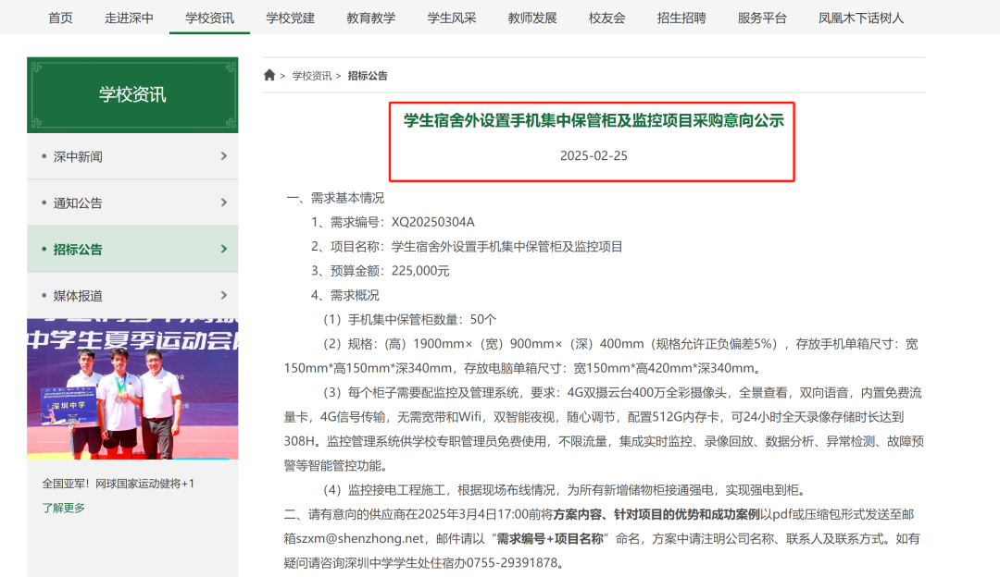 首页 走进深中 学校资讯 学校党建 教育教学 学生风采 教师发展 校友会 招生招聘 服务平台 凤凰木下话树人
学校资讯
• 深中新闻
• 通知公告
• 招标公告
• 媒体报道
中学生夏季运动会
深圳中学
全国亚军！网球国家运动健将+1
了解更多
> 学校资讯 > 招标公告
学生宿舍外设置手机集中保管柜及监控项目采购意向公示
2025-02-25
一、需求基本情况
1、需求编号：XQ20250304A
2、项目名称：学生宿舍外设置手机集中保管柜及监控项目
3、预算金额：225,000元
4、需求概况
（1）手机集中保管柜数量：50个
（2）规格：(高）1900mm×（宽）900mm×（深）400mm（规格允许正负偏差5%），存放手机单箱尺寸：宽
150mm*高150mm*深340mm，存放电脑单箱尺寸：宽150mm*高420mm*深340mm。
（3）每个柜子需要配监控及管理系统，要求：4G双摄云台400万全彩摄像头，全景查看，双向语音，内置免费流
量卡，4G信号传输，无需宽带和Wifi，双智能夜视，随心调节，配置512G内存卡，可24小时全天录像存储时长达到
308H。监控管理系统供学校专职管理员免费使用，不限流量，集成实时监控、录像回放、数据分析、异常检测、故障预
警等智能管控功能。
（4）监控接电工程施工，根据现场布线情况，为所有新增储物柜接通强电，实现强电到柜。
二、请有意向的供应商在2025年3月4日17:00前将方案内容、针对项目的优势和成功案例以pdf或压缩包形式发送至邮
箱szxm@shenzhong.net，邮件请以“需求编号+项目名称”命名，方案中请注明公司名称、联系人及联系方式。如有
疑问请咨询深圳中学学生处住宿办0755-29391878。